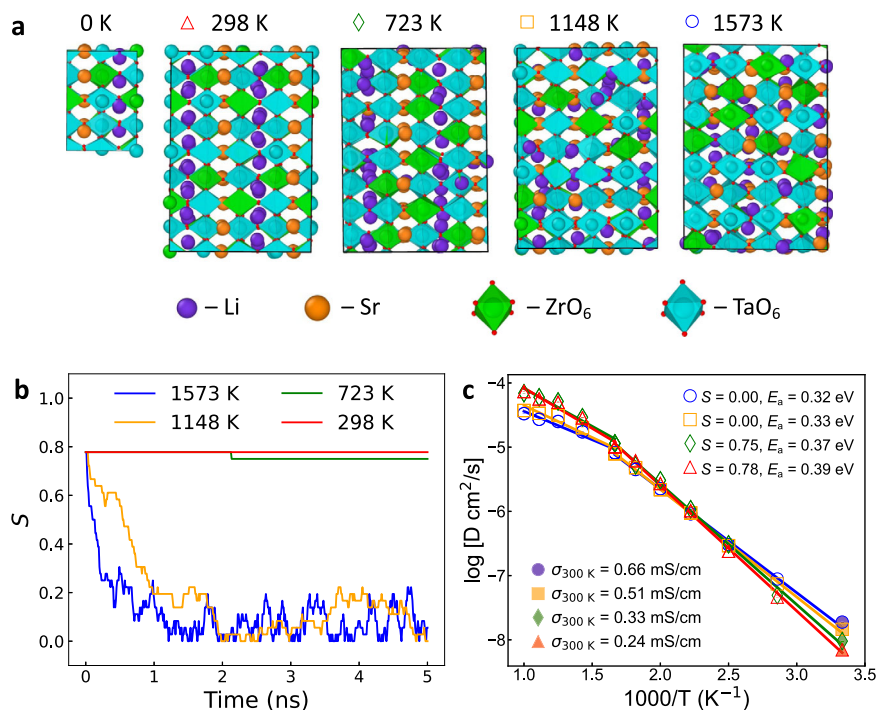 a
0 K
△ 298 K
◇ 723 K
□ 1148 K
○ 1573 K
– Li
– Sr
– ZrO₆
– TaO₆
b
1573 K
1148 K
723 K
298 K
S
1.0
0.8
0.6
0.4
0.2
0.0
0 1 2 3 4 5
Time (ns)
c
S = 0.00, Eₐ = 0.32 eV
S = 0.00, Eₐ = 0.33 eV
S = 0.75, Eₐ = 0.37 eV
S = 0.78, Eₐ = 0.39 eV
log [D cm²/s]
−4
−5
−6
−7
−8
σ₃₀₀ K = 0.66 mS/cm
σ₃₀₀ K = 0.51 mS/cm
σ₃₀₀ K = 0.33 mS/cm
σ₃₀₀ K = 0.24 mS/cm
1.0 1.5 2.0 2.5 3.0 3.5
1000/T (K⁻¹)